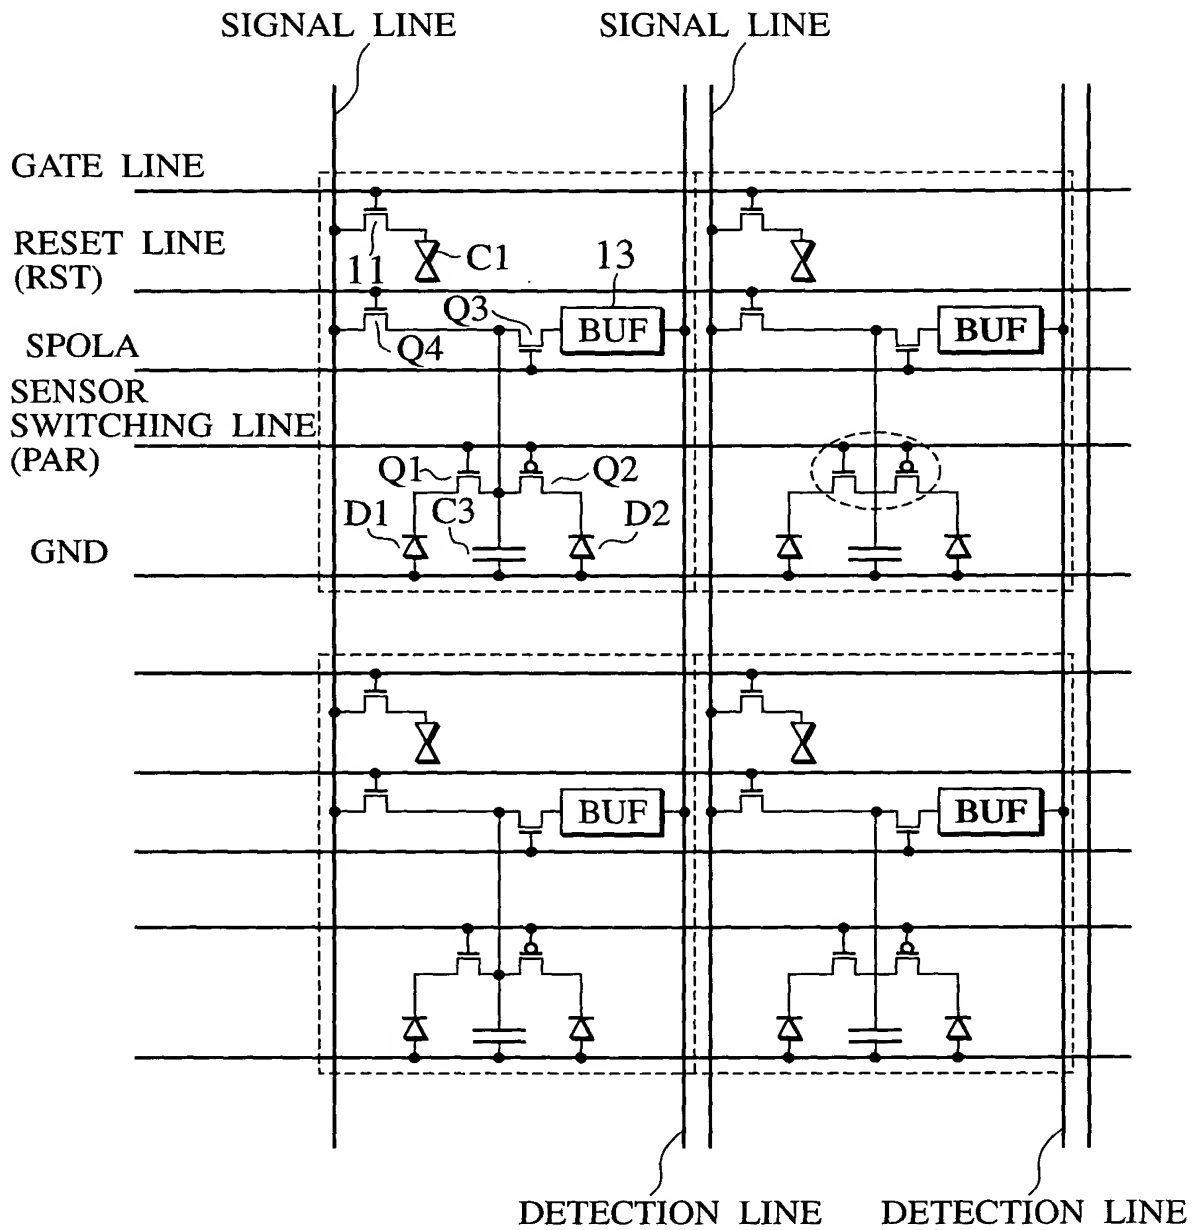 SIGNAL LINE
SIGNAL LINE
GATE LINE
RESET LINE
(RST)
11
C1
13
Q3
BUF
BUF
Q4
SPOLA
SENSOR
SWITCHING LINE
(PAR)
Q1
Q2
D1
C3
D2
GND
BUF
BUF
DETECTION LINE
DETECTION LINE